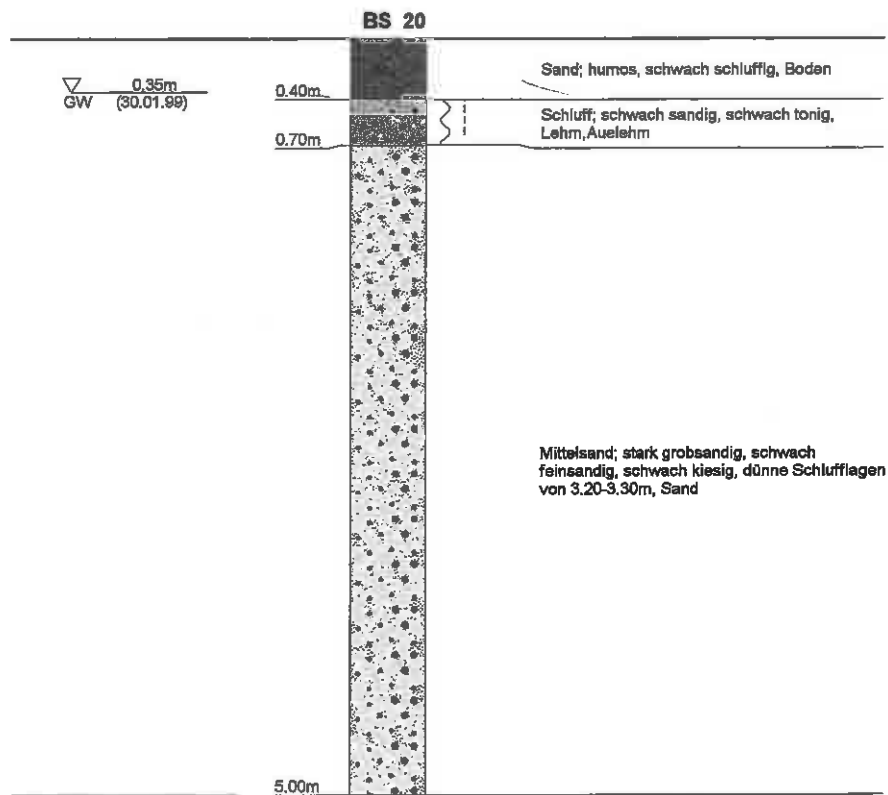 BS 20
Sand; humos, schwach schluffig, Boden
0,35m
GW (30.01.99)
0.40m
Schluff; schwach sandig, schwach tonig,
Lehm,Auelehm
0.70m
Mittelsand; stark grobsandig, schwach
feinsandig, schwach kiesig, dünne Schlufflagen
von 3.20-3.30m, Sand
5.00m